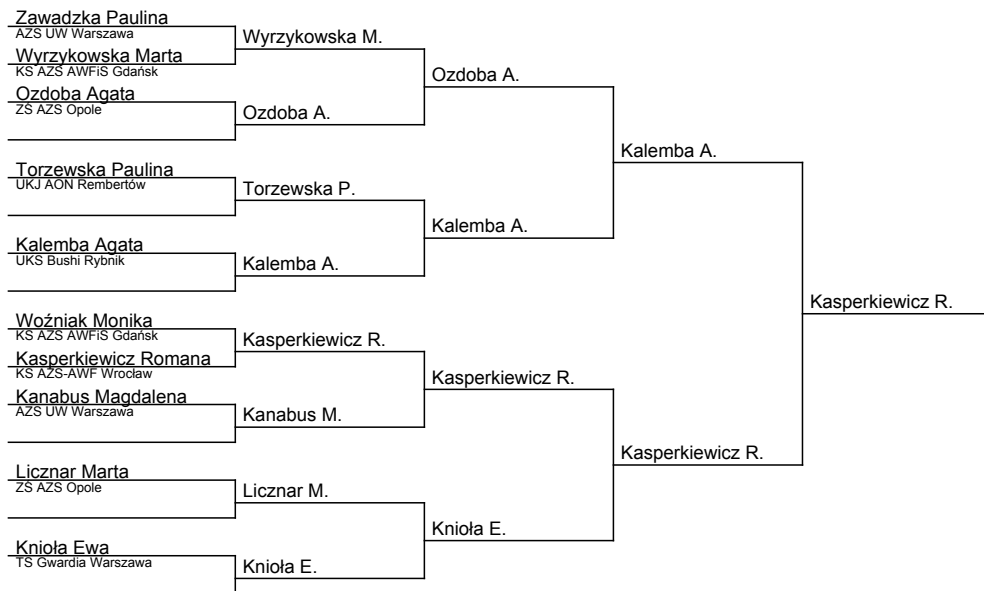 Zawadzka Paulina
AZS UW Warszawa
Wyrzykowska Marta
KS AZS AWFiS Gdańsk
Ozdoba Agata
ZŚ AZS Opole
Torzewska Paulina
UKJ AON Rembertów
Kalemba Agata
UKS Bushi Rybnik
Woźniak Monika
KS AZS AWFiS Gdańsk
Kasperkiewicz Romana
KS AZS-AWF Wrocław
Kanabus Magdalena
AZS UW Warszawa
Licznar Marta
ZŚ AZS Opole
Knioła Ewa
TS Gwardia Warszawa
Wyrzykowska M.
Ozdoba A.
Torzewska P.
Kalemba A.
Kasperkiewicz R.
Kanabus M.
Licznar M.
Knioła E.
Ozdoba A.
Kalemba A.
Kasperkiewicz R.
Knioła E.
Kalemba A.
Kasperkiewicz R.
Kasperkiewicz R.